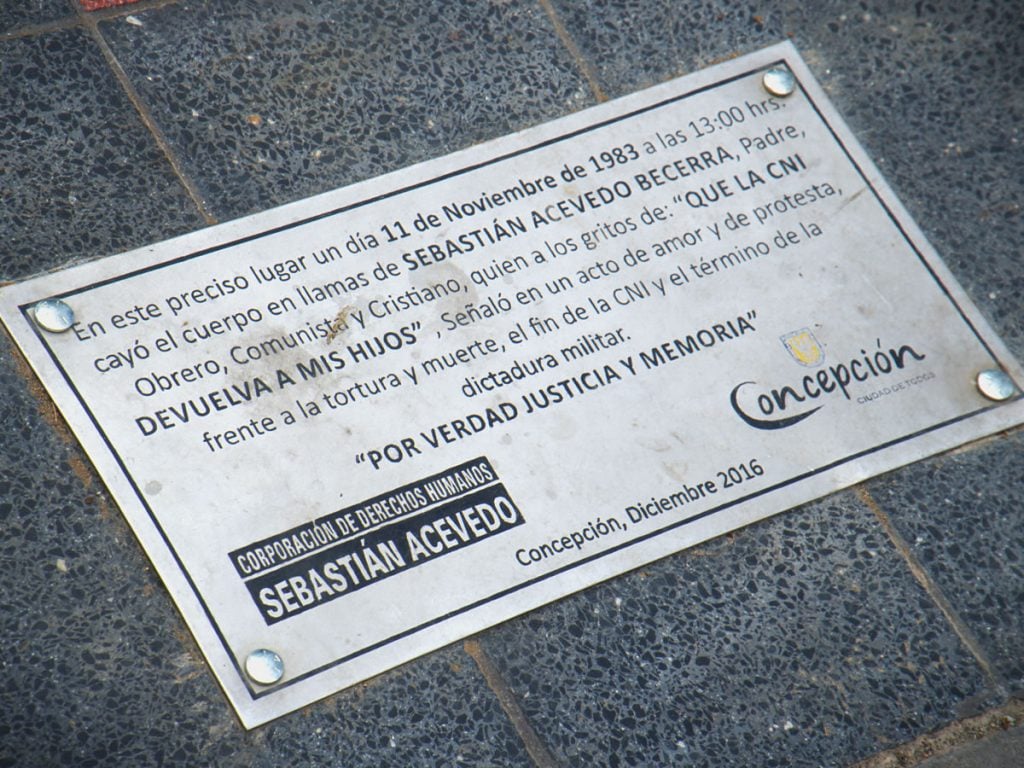 En este preciso lugar un día 11 de Noviembre de 1983 a las 13:00 hrs.
cayó el cuerpo en llamas de SEBASTIÁN ACEVEDO BECERRA, Padre,
Obrero, Comunista y Cristiano, quien a los gritos de: “QUE LA CNI
DEVUELVA A MIS HIJOS” , Señaló en un acto de amor y de protesta,
frente a la tortura y muerte, el fin de la CNI y el término de la
dictadura militar.
“POR VERDAD JUSTICIA Y MEMORIA”
Concepción
CIUDAD DE TODOS
CORPORACIÓN DE DERECHOS HUMANOS
SEBASTIÁN ACEVEDO
Concepción, Diciembre 2016